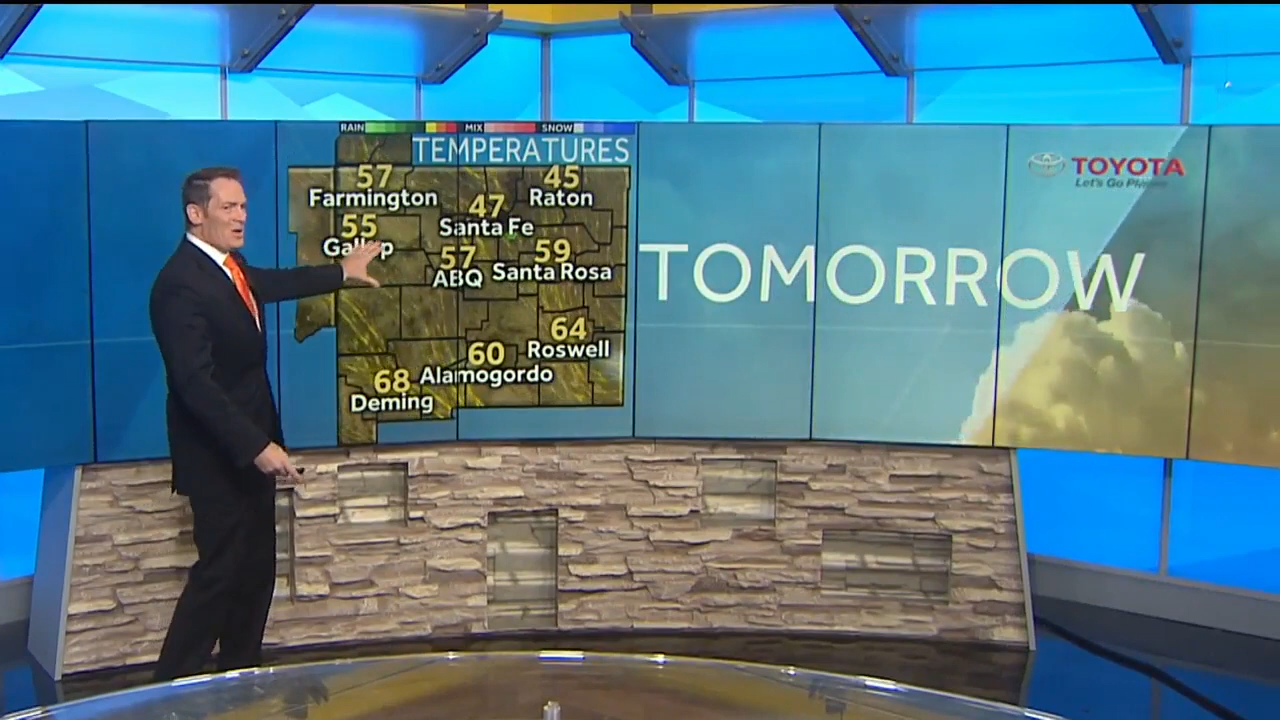 RAIN MIX SNOW
TEMPERATURES
57
Farmington
45
Raton
47
Santa Fe
55
Gallup
57
ABQ
59
Santa Rosa
64
Roswell
60
Alamogordo
68
Deming
TOMORROW
TOYOTA
Let's Go Places